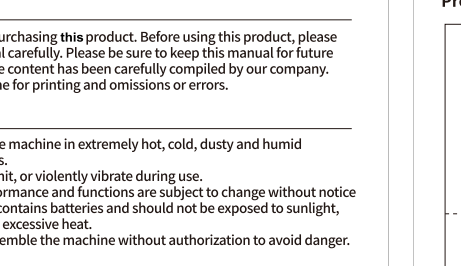 urchasing this product. Before using this product, please
l carefully. Please be sure to keep this manual for future
e content has been carefully compiled by our company.
e for printing and omissions or errors.
e machine in extremely hot, cold, dusty and humid
s.
hit, or violently vibrate during use.
ormance and functions are subject to change without notice
contains batteries and should not be exposed to sunlight,
excessive heat.
emble the machine without authorization to avoid danger.